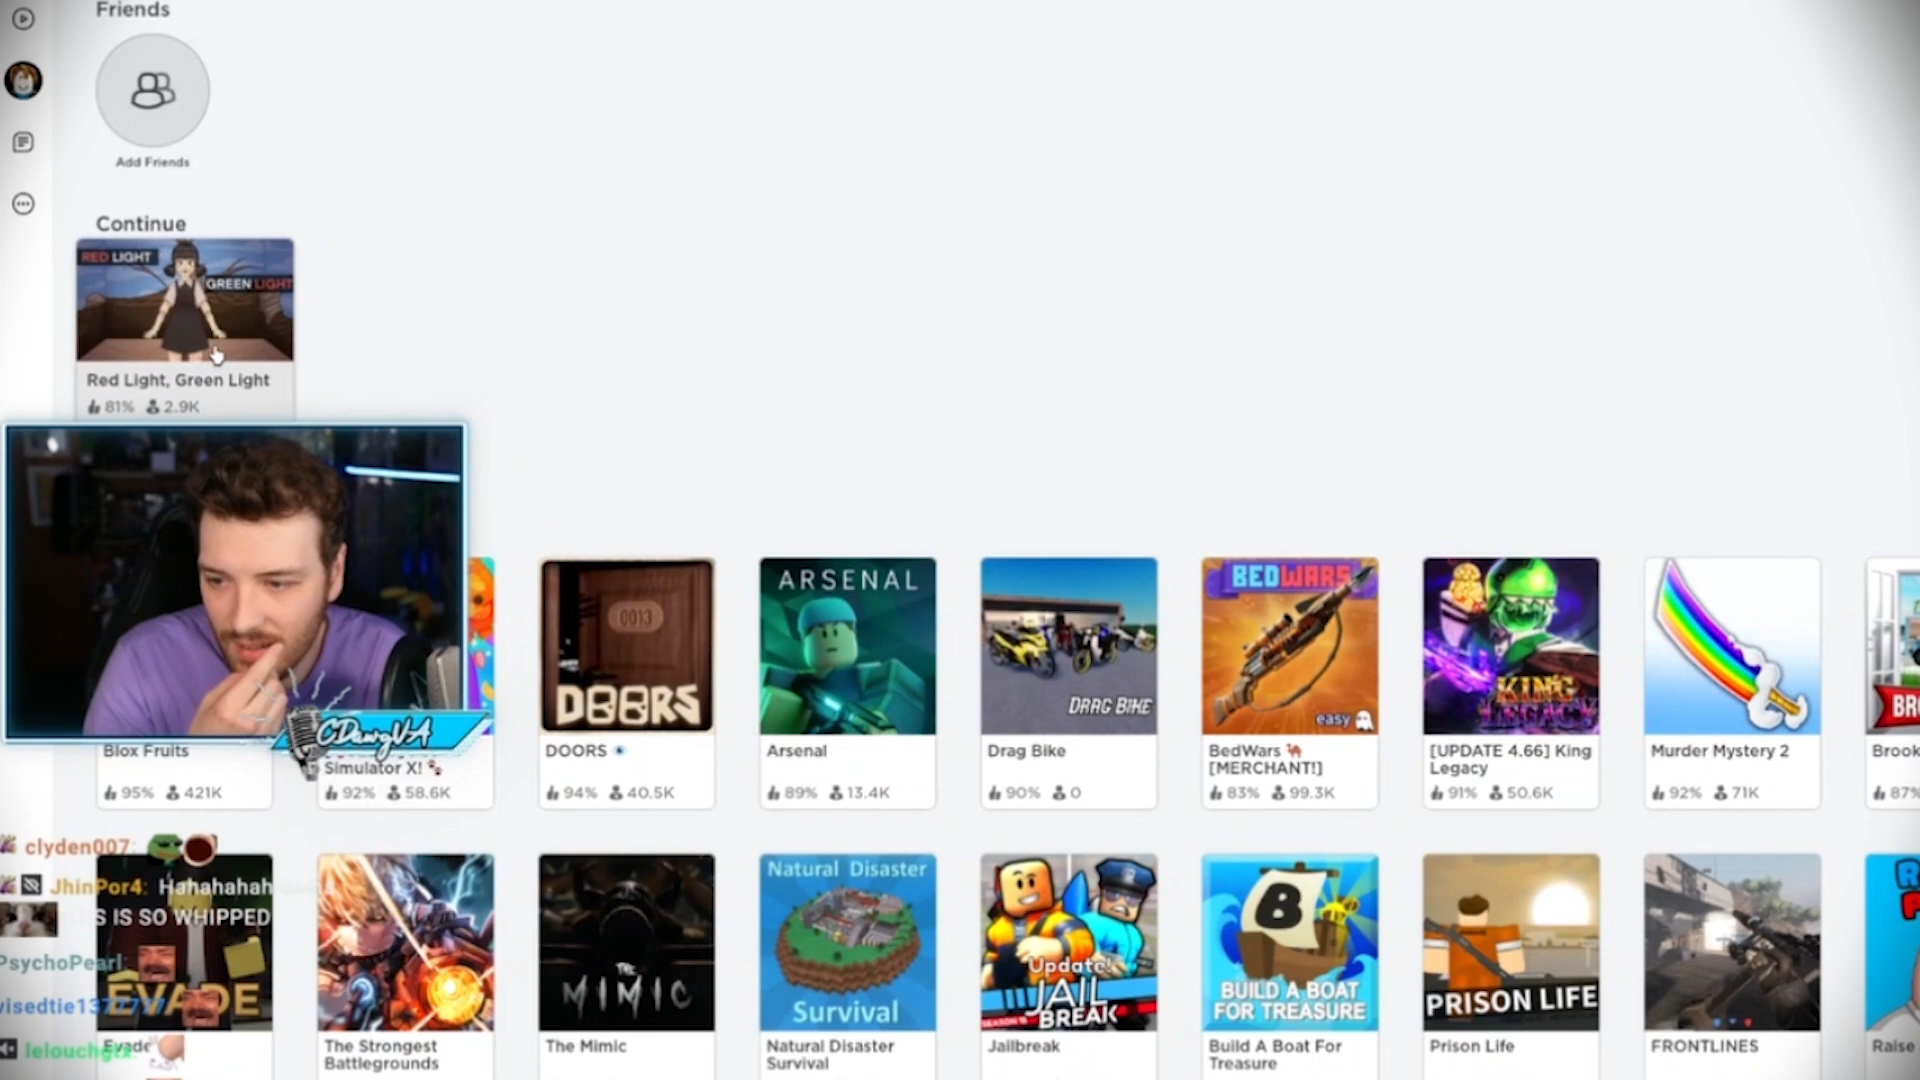 Friends
Add Friends
Continue
RED LIGHT
GREEN LIGHT
Red Light, Green Light
81% 2.9K
CDawgVA
0013
DOORS
ARSENAL
DRAG BIKE
BEDWARS
easy
KING
LEGACY
BRO
Blox Fruits
95% 421K
Simulator X!
92% 58.6K
DOORS
94% 40.5K
Arsenal
89% 13.4K
Drag Bike
90% 0
BedWars
[MERCHANT!]
83% 99.3K
[UPDATE 4.66] King
Legacy
91% 50.6K
Murder Mystery 2
92% 71K
Brook
87%
clyden007:
JhinPor4: Hahahahah
IS SO WHIPPED
PsychoPearl:
lelouchgtx:
EVADE
Evade
The Strongest
Battlegrounds
THE
MIMIC
The Mimic
Natural Disaster
Survival
Natural Disaster
Survival
Update!
JAIL
BREAK
Jailbreak
B
BUILD A BOAT
FOR TREASURE
Build A Boat For
Treasure
PRISON LIFE
Prison Life
FRONTLINES
Raise